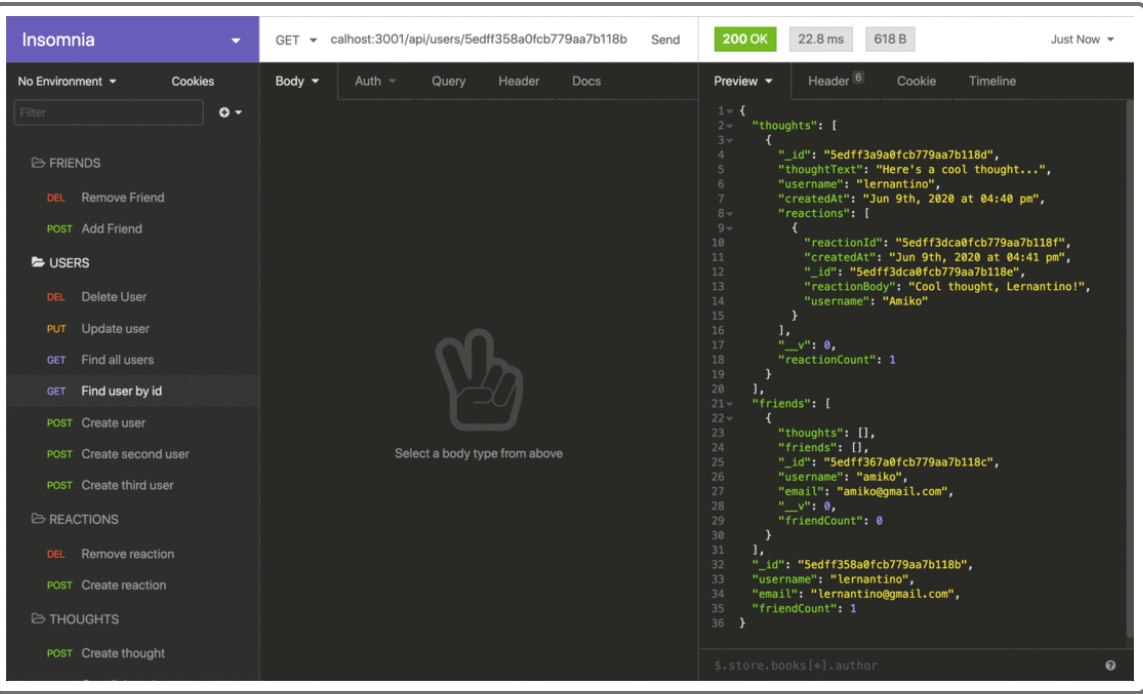 Insomnia
GET calhost:3001/api/users/5edff358a0fcb779aa7b118b Send
200 OK 22.8 ms 618 B Just Now
No Environment Cookies
Filter
FRIENDS
DEL Remove Friend
POST Add Friend
USERS
DEL Delete User
PUT Update user
GET Find all users
GET Find user by id
POST Create user
POST Create second user
POST Create third user
REACTIONS
DEL Remove reaction
POST Create reaction
THOUGHTS
POST Create thought
Body Auth Query Header Docs
Select a body type from above
Preview Header 6 Cookie Timeline
1 {
2 "thoughts": [
3 {
4 "_id": "5edff3a9a0fcb779aa7b118d",
5 "thoughtText": "Here's a cool thought...",
6 "username": "lernantino",
7 "createdAt": "Jun 9th, 2020 at 04:40 pm",
8 "reactions": [
9 {
10 "reactionId": "5edff3dca0fcb779aa7b118f",
11 "createdAt": "Jun 9th, 2020 at 04:41 pm",
12 "_id": "5edff3dca0fcb779aa7b118e",
13 "reactionBody": "Cool thought, Lernantino!",
14 "username": "Amiko"
15 }
16 ],
17 "__v": 0,
18 "reactionCount": 1
19 }
20 ],
21 "friends": [
22 {
23 "thoughts": [],
24 "friends": [],
25 "_id": "5edff367a0fcb779aa7b118c",
26 "username": "amiko",
27 "email": "amiko@gmail.com",
28 "__v": 0,
29 "friendCount": 0
30 }
31 ],
32 "_id": "5edff358a0fcb779aa7b118b",
33 "username": "lernantino",
34 "email": "lernantino@gmail.com",
35 "friendCount": 1
36 }
$.store.books[*].author